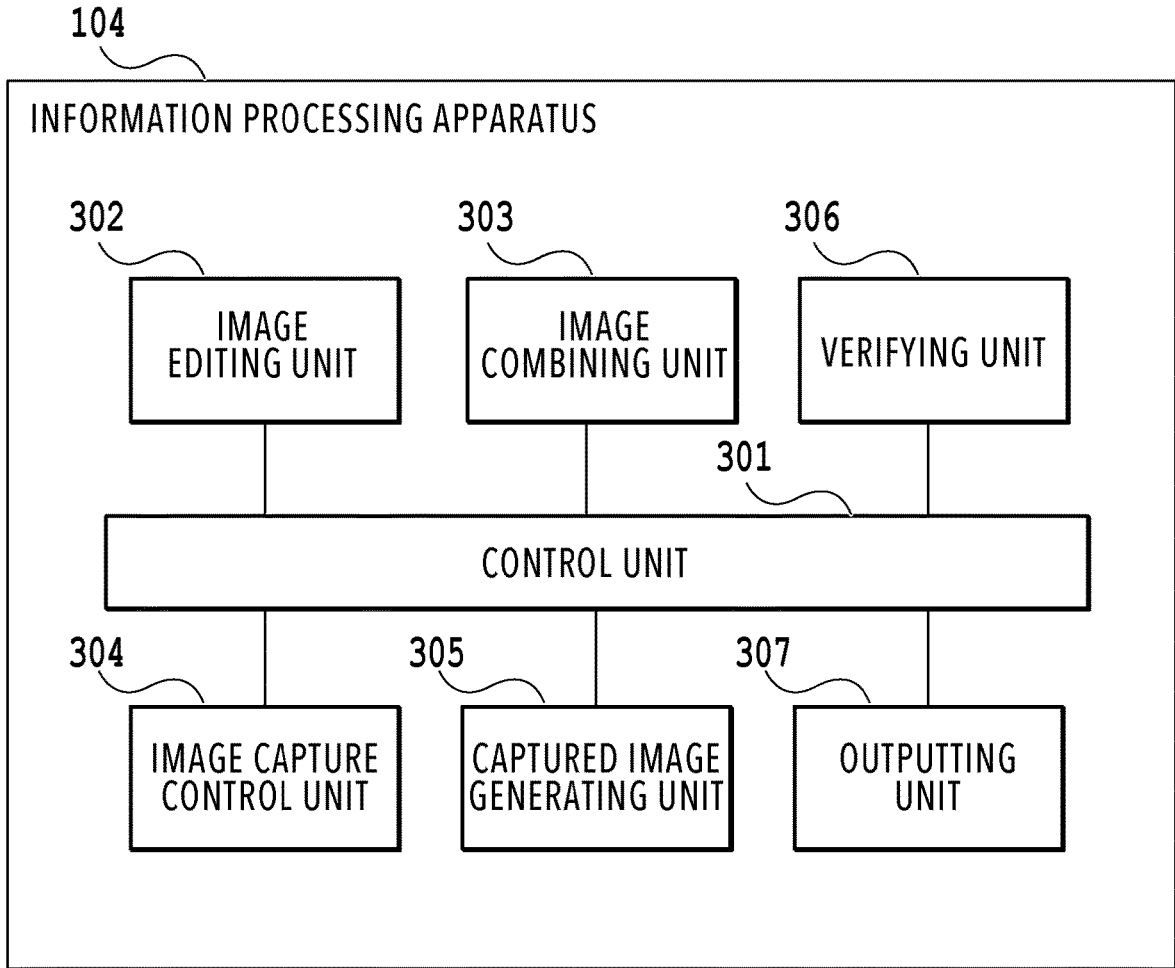 104
INFORMATION PROCESSING APPARATUS
302
303
306
IMAGE
EDITING UNIT
IMAGE
COMBINING UNIT
VERIFYING UNIT
301
CONTROL UNIT
304
305
307
IMAGE CAPTURE
CONTROL UNIT
CAPTURED IMAGE
GENERATING UNIT
OUTPUTTING
UNIT